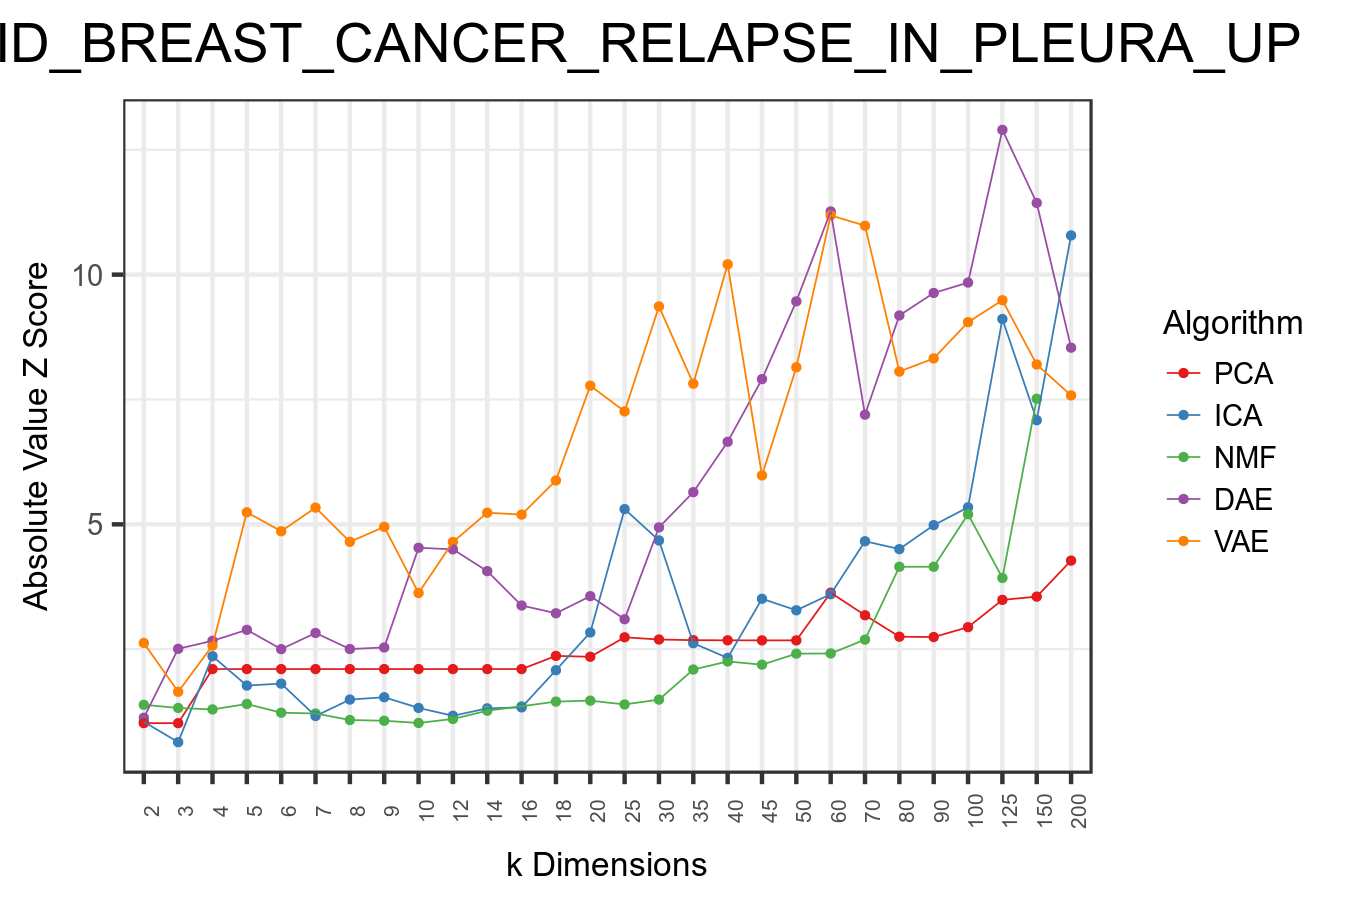 ID_BREAST_CANCER_RELAPSE_IN_PLEURA_UP
Absolute Value Z Score
10
5
2 3 4 5 6 7 8 9 10 12 14 16 18 20 25 30 35 40 45 50 60 70 80 90 100 125 150 200
k Dimensions
Algorithm
PCA
ICA
NMF
DAE
VAE